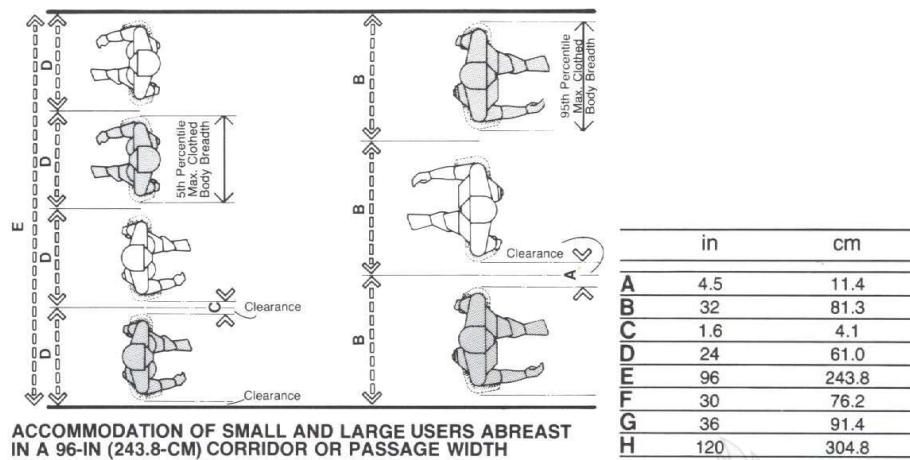 E
D
D
D
D
5th Percentile
Max. Clothed
Body Breadth
C
Clearance
Clearance
B
B
B
95th Percentile
Max. Clothed
Body Breadth
Clearance
A
ACCOMMODATION OF SMALL AND LARGE USERS ABREAST
IN A 96-IN (243.8-CM) CORRIDOR OR PASSAGE WIDTH
in cm
A 4.5 11.4
B 32 81.3
C 1.6 4.1
D 24 61.0
E 96 243.8
F 30 76.2
G 36 91.4
H 120 304.8